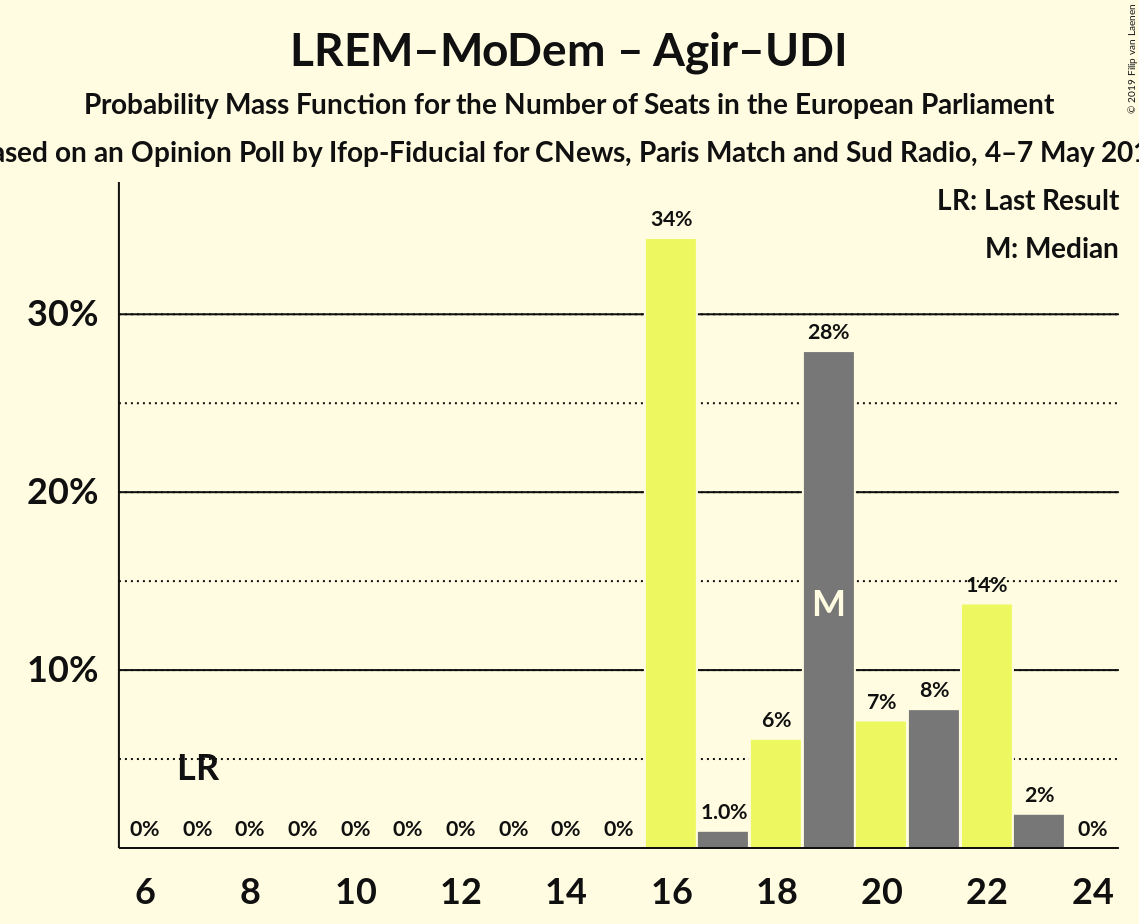 LREM–MoDem – Agir–UDI
Probability Mass Function for the Number of Seats in the European Parliament
on an Opinion Poll by Ifop-Fiducial for CNews, Paris Match and Sud Radio, 4–7 May
© 2019 Filip van Laenen
LR: Last Result
M: Median
34%
30%
28%
20%
M
14%
10%
8%
7%
6%
LR
2%
1.0%
0% 0% 0% 0% 0% 0% 0% 0% 0% 0% 0%
6 8 10 12 14 16 18 20 22 24